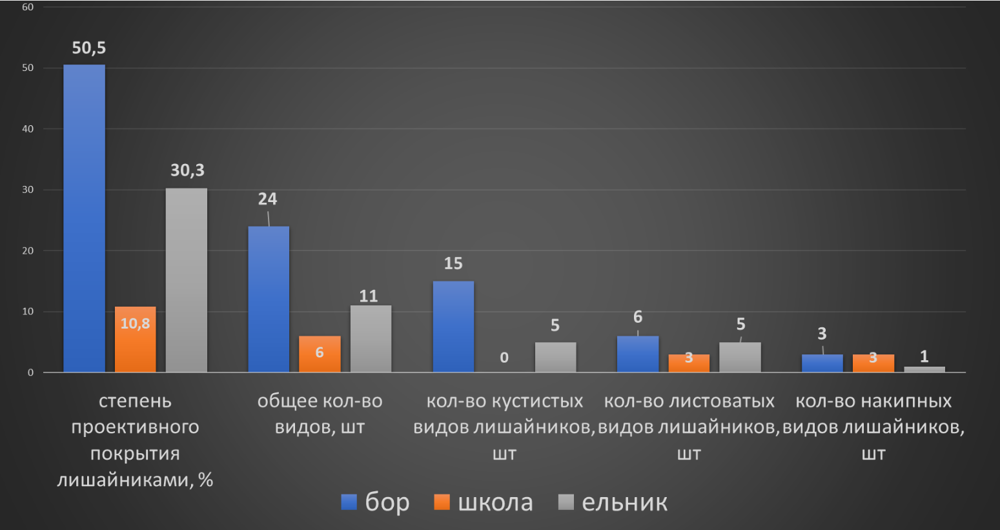 60
50
40
30
20
10
0
50,5
10,8
30,3
24
6
11
15
0
5
6
3
5
3
3
1
степень
проективного
покрытия
лишайниками, %
общее кол-во
видов, шт
кол-во кустистых
видов лишайников,
шт
кол-во листоватых
видов лишайников,
шт
кол-во накипных
видов лишайников,
шт
бор школа ельник